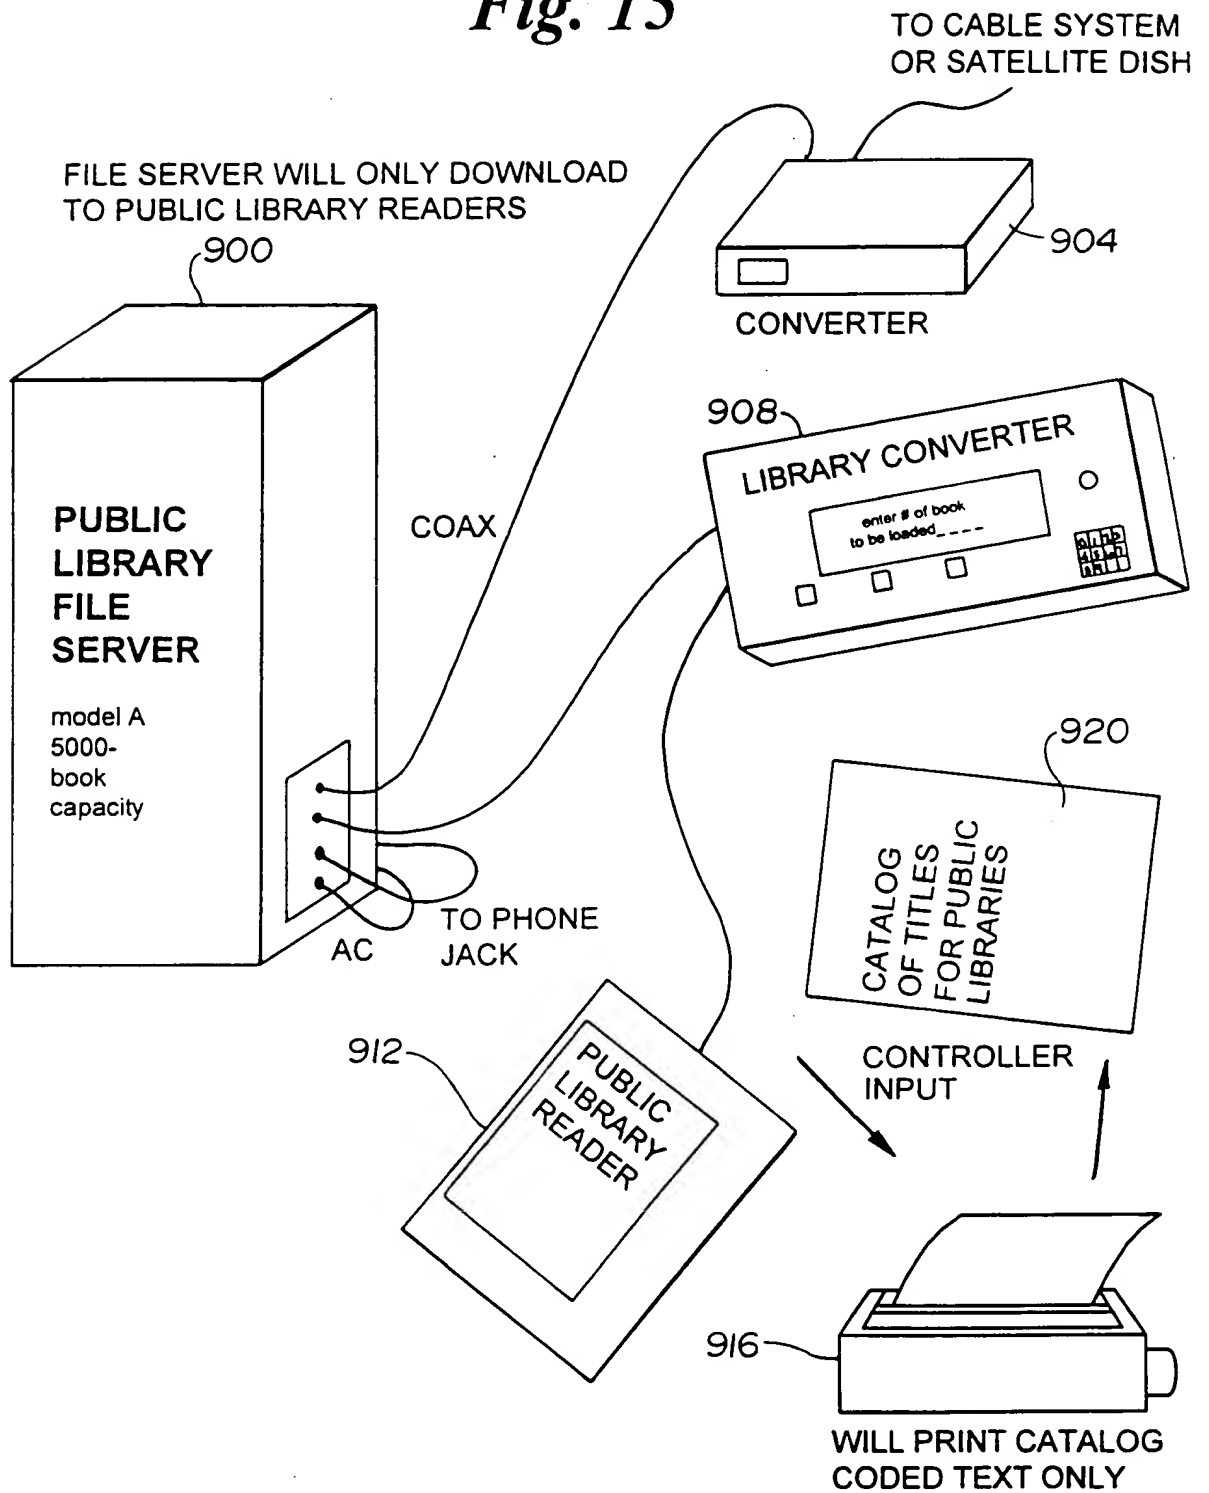 Fig. 15
TO CABLE SYSTEM
OR SATELLITE DISH
FILE SERVER WILL ONLY DOWNLOAD
TO PUBLIC LIBRARY READERS
900
904
CONVERTER
908
LIBRARY CONVERTER
enter # of book
to be loaded_ _ _ _
COAX
PUBLIC
LIBRARY
FILE
SERVER
model A
5000-
book
capacity
AC
TO PHONE
JACK
920
CATALOG
OF TITLES
FOR PUBLIC
LIBRARIES
912
PUBLIC
LIBRARY
READER
CONTROLLER
INPUT
916
WILL PRINT CATALOG
CODED TEXT ONLY